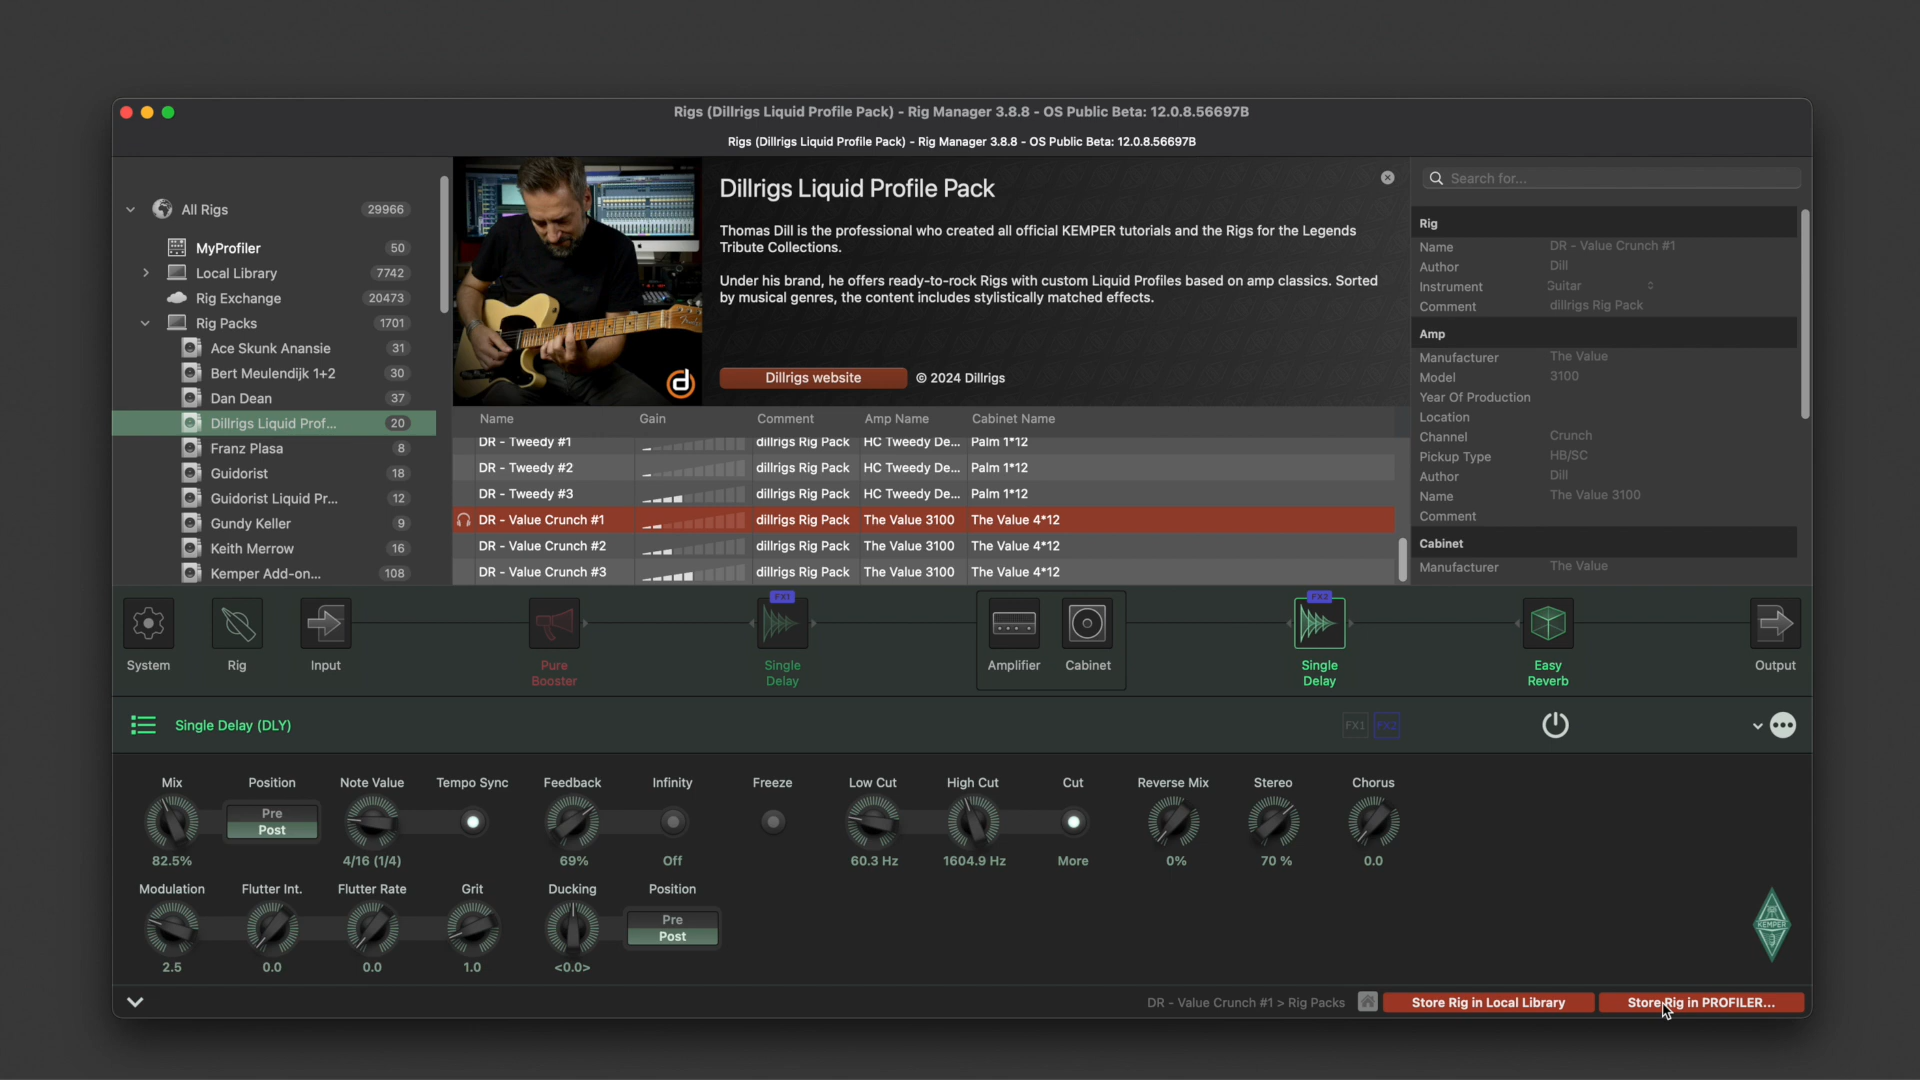 Rigs (Dillrigs Liquid Profile Pack) - Rig Manager 3.8.8 - OS Public Beta: 12.0.8.56697B
Rigs (Dillrigs Liquid Profile Pack) - Rig Manager 3.8.8 - OS Public Beta: 12.0.8.56697B
All Rigs 29966
MyProfiler 50
Local Library 7742
Rig Exchange 20473
Rig Packs 1701
Ace Skunk Anansie 31
Bert Meulendijk 1+2 30
Dan Dean 37
Dillrigs Liquid Prof... 20
Franz Plasa 8
Guidorist 18
Guidorist Liquid Pr... 12
Gundy Keller 9
Keith Merrow 16
Kemper Add-on... 108
Dillrigs Liquid Profile Pack
Thomas Dill is the professional who created all official KEMPER tutorials and the Rigs for the Legends
Tribute Collections.
Under his brand, he offers ready-to-rock Rigs with custom Liquid Profiles based on amp classics. Sorted
by musical genres, the content includes stylistically matched effects.
d
Dillrigs website © 2024 Dillrigs
Name Gain Comment Amp Name Cabinet Name
DR - Tweedy #1 dillrigs Rig Pack HC Tweedy De... Palm 1*12
DR - Tweedy #2 dillrigs Rig Pack HC Tweedy De... Palm 1*12
DR - Tweedy #3 dillrigs Rig Pack HC Tweedy De... Palm 1*12
DR - Value Crunch #1 dillrigs Rig Pack The Value 3100 The Value 4*12
DR - Value Crunch #2 dillrigs Rig Pack The Value 3100 The Value 4*12
DR - Value Crunch #3 dillrigs Rig Pack The Value 3100 The Value 4*12
Search for...
Rig
Name DR - Value Crunch #1
Author Dill
Instrument Guitar
Comment dillrigs Rig Pack
Amp
Manufacturer The Value
Model 3100
Year Of Production
Location
Channel Crunch
Pickup Type HB/SC
Author Dill
Name The Value 3100
Comment
Cabinet
Manufacturer The Value
FX1 FX2
System Rig Input Pure Single Amplifier Cabinet Single Easy Output
Booster Delay Delay Reverb
Single Delay (DLY) FX1 FX2
Mix Position Note Value Tempo Sync Feedback Infinity Freeze Low Cut High Cut Cut Reverse Mix Stereo Chorus
Pre
Post
82.5% 4/16 (1/4) 69% Off 60.3 Hz 1604.9 Hz More 0% 70 % 0.0
Modulation Flutter Int. Flutter Rate Grit Ducking Position
Pre
Post
KEMPER
2.5 0.0 0.0 1.0 <0.0>
DR - Value Crunch #1 > Rig Packs Store Rig in Local Library Store Rig in PROFILER...